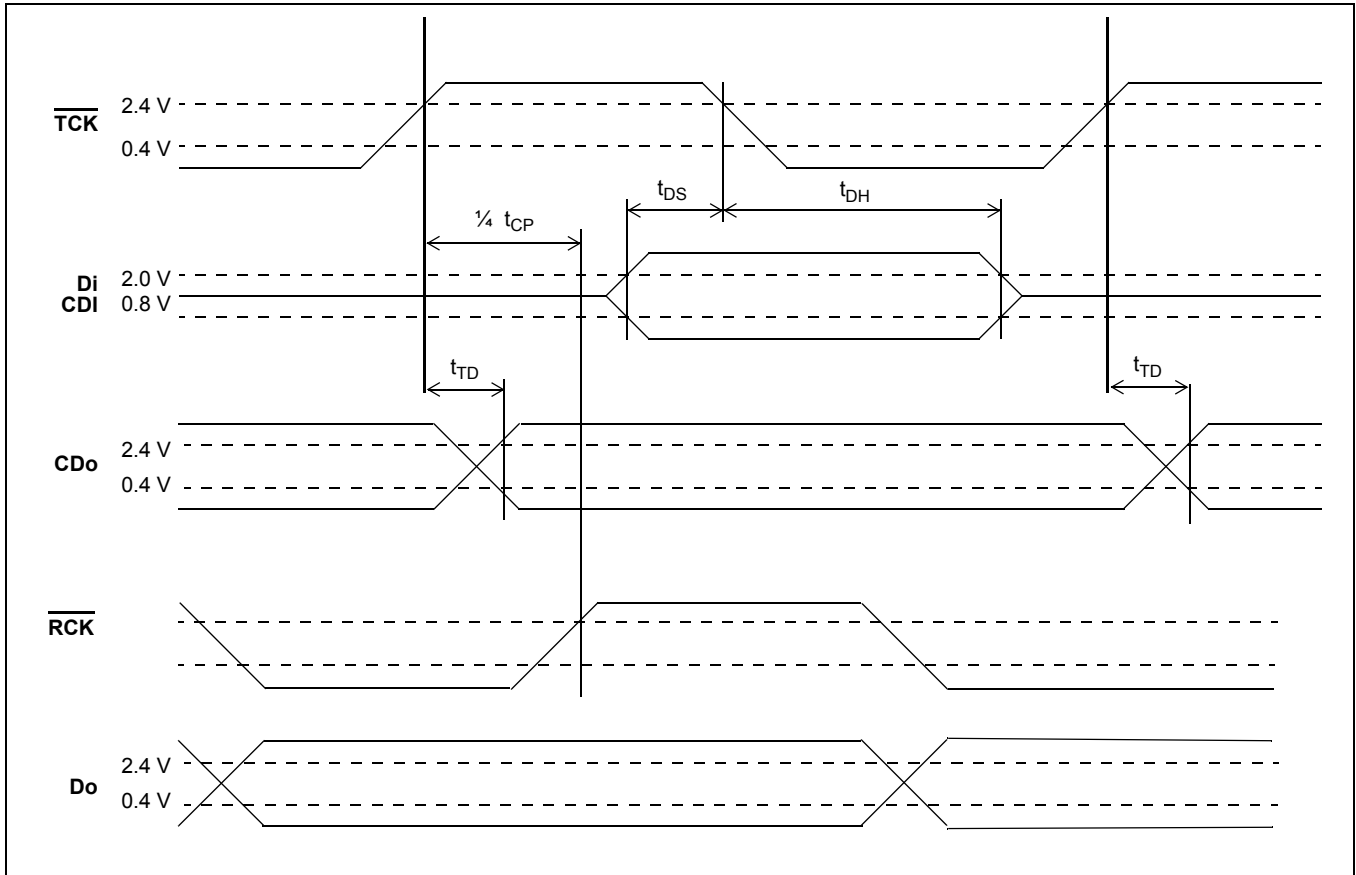 TCK
2.4 V
0.4 V
tDS
tDH
¼ tCP
Di
CDI
2.0 V
0.8 V
tTD
tTD
CDo
2.4 V
0.4 V
RCK
Do
2.4 V
0.4 V